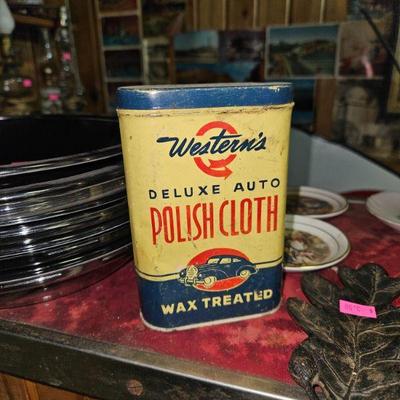 Western's
DELUXE AUTO
POLISH CLOTH
WAX TREATED